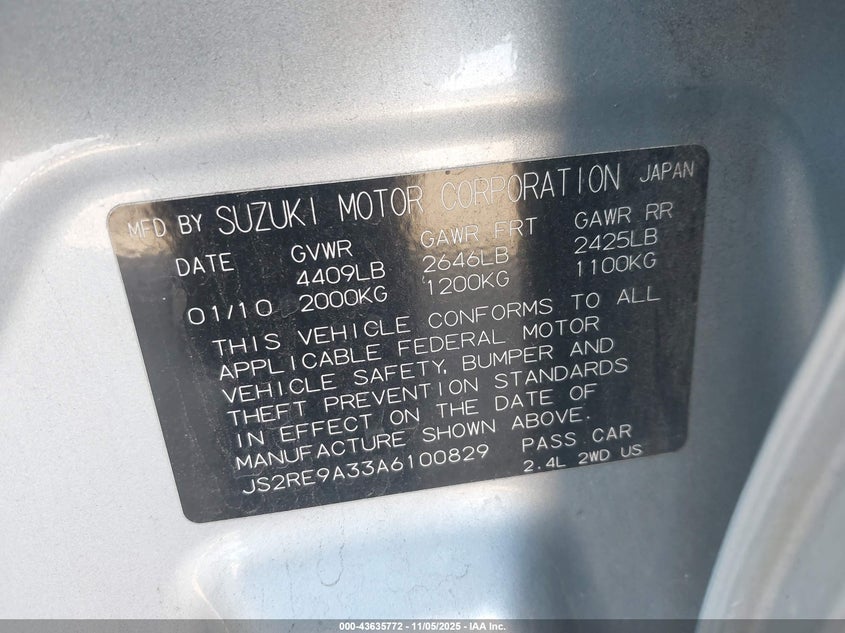 MFD BY SUZUKI MOTOR CORPORATION JAPAN
DATE GVWR GAWR FRT GAWR RR
4409LB 2646LB 2425LB
01/10 2000KG 1200KG 1100KG
THIS VEHICLE CONFORMS TO ALL
APPLICABLE FEDERAL MOTOR
VEHICLE SAFETY, BUMPER AND
THEFT PREVENTION STANDARDS
IN EFFECT ON THE DATE OF
MANUFACTURE SHOWN ABOVE.
JS2RE9A33A6100829 PASS CAR
2.4L 2WD US
000-43635772 - 11/05/2025 - IAA Inc.